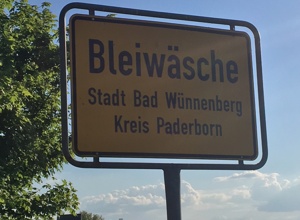 Bleiwäsche
Stadt Bad Wünnenberg
Kreis Paderborn